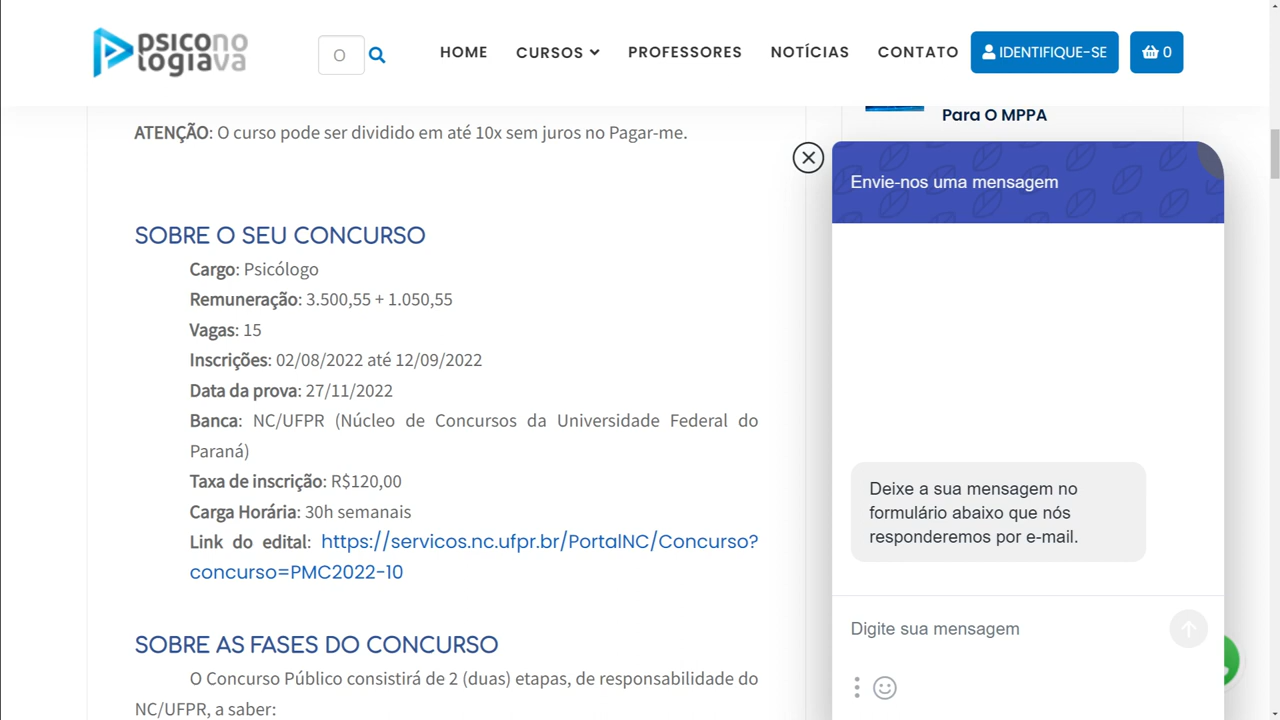 psicono
logiava
O
HOME
CURSOS
PROFESSORES
NOTÍCIAS
CONTATO
IDENTIFIQUE-SE
0
ATENÇÃO: O curso pode ser dividido em até 10x sem juros no Pagar-me.
SOBRE O SEU CONCURSO
Cargo: Psicólogo
Remuneração: 3.500,55 + 1.050,55
Vagas: 15
Inscrições: 02/08/2022 até 12/09/2022
Data da prova: 27/11/2022
Banca: NC/UFPR (Núcleo de Concursos da Universidade Federal do
Paraná)
Taxa de inscrição: R$120,00
Carga Horária: 30h semanais
Link do edital: https://servicos.nc.ufpr.br/PortalNC/Concurso?
concurso=PMC2022-10
SOBRE AS FASES DO CONCURSO
O Concurso Público consistirá de 2 (duas) etapas, de responsabilidade do
NC/UFPR, a saber:
Para O MPPA
Envie-nos uma mensagem
Deixe a sua mensagem no
formulário abaixo que nós
responderemos por e-mail.
Digite sua mensagem